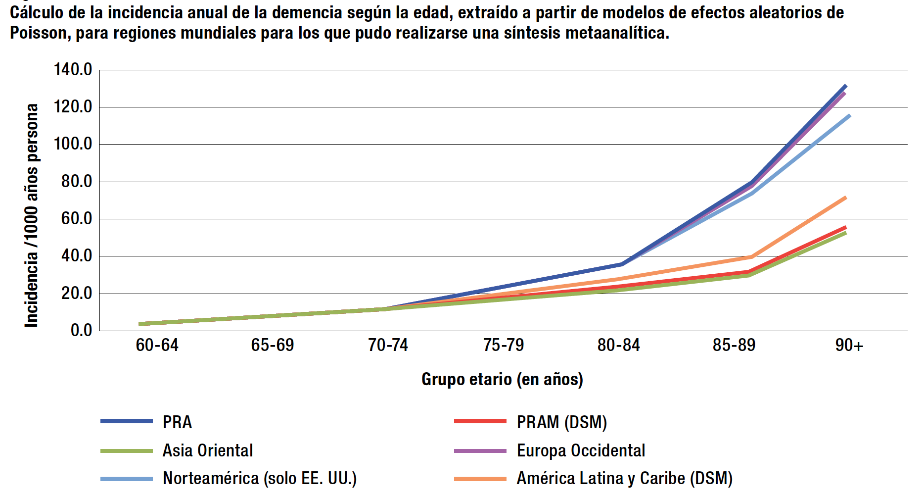 Cálculo de la incidencia anual de la demencia según la edad, extraído a partir de modelos de efectos aleatorios de
Poisson, para regiones mundiales para los que pudo realizarse una síntesis metaanalítica.
Incidencia /1000 años persona
140.0
120.0
100.0
80.0
60.0
40.0
20.0
0.0
60-64 65-69 70-74 75-79 80-84 85-89 90+
Grupo etario (en años)
PRA PRAM (DSM)
Asia Oriental Europa Occidental
Norteamérica (solo EE. UU.) América Latina y Caribe (DSM)